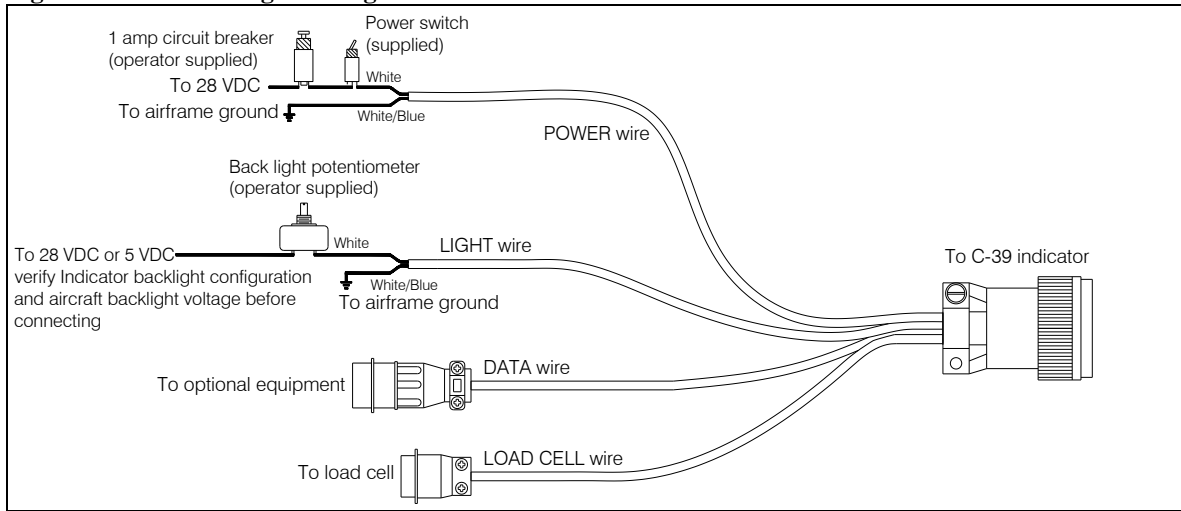 1 amp circuit breaker
(operator supplied)
Power switch
(supplied)
To 28 VDC
White
To airframe ground
White/Blue
POWER wire
Back light potentiometer
(operator supplied)
To 28 VDC or 5 VDC
verify Indicator backlight configuration
and aircraft backlight voltage before
connecting
White
LIGHT wire
White/Blue
To airframe ground
To C-39 indicator
DATA wire
To optional equipment
LOAD CELL wire
To load cell